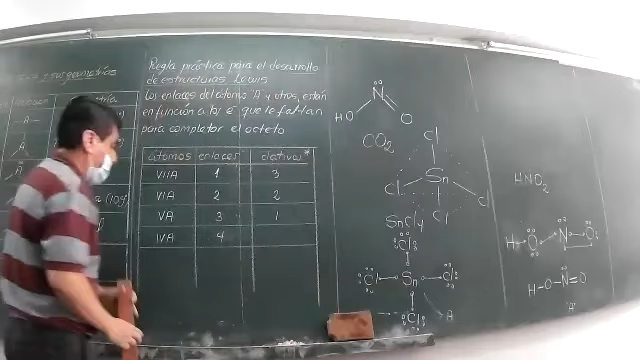 y sus geometrías
Regla práctica para el desarrollo
de estructuras Lewis
Los enlaces del átomo "A" y otros, están
en función a los e⁻ que le faltan
para completar el octeto
átomos enlaces dativos*
VIIA 1 3
VIA 2 2
VA 3 1
IVA 4
N
HO O
CO2
Cl
Sn
Cl Cl
Cl
SnCl4
Cl
Cl Sn Cl
Cl
A
HNO2
H O N O
H-O-N=O
"A"